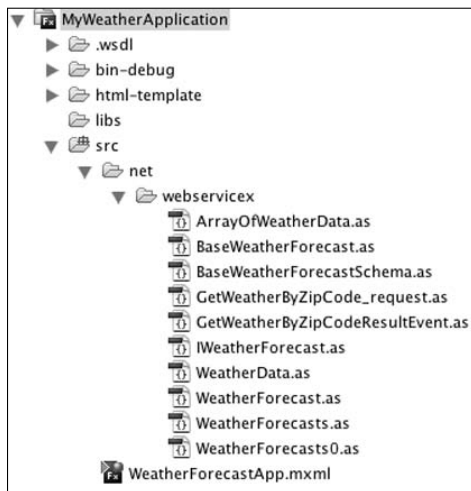 MyWeatherApplication
.wsdl
bin-debug
html-template
libs
src
net
webservicex
ArrayOfWeatherData.as
BaseWeatherForecast.as
BaseWeatherForecastSchema.as
GetWeatherByZipCode_request.as
GetWeatherByZipCodeResultEvent.as
IWeatherForecast.as
WeatherData.as
WeatherForecast.as
WeatherForecasts.as
WeatherForecasts0.as
WeatherForecastApp.mxml